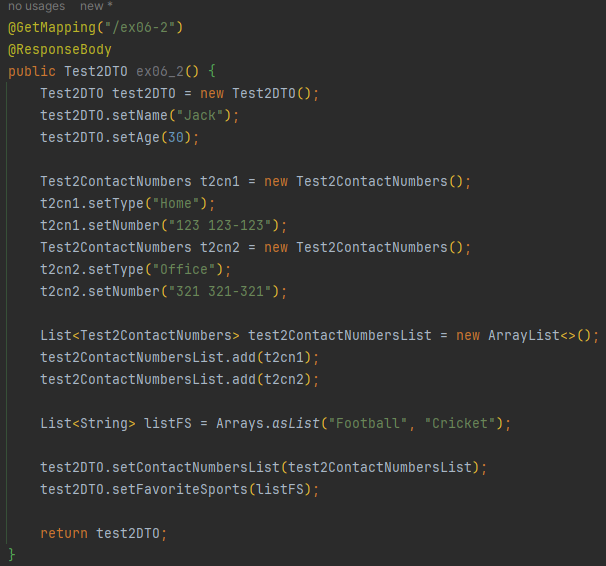 no usages new *
@GetMapping("/ex06-2")
@ResponseBody
public Test2DTO ex06_2() {
    Test2DTO test2DTO = new Test2DTO();
    test2DTO.setName("Jack");
    test2DTO.setAge(30);

    Test2ContactNumbers t2cn1 = new Test2ContactNumbers();
    t2cn1.setType("Home");
    t2cn1.setNumber("123 123-123");
    Test2ContactNumbers t2cn2 = new Test2ContactNumbers();
    t2cn2.setType("Office");
    t2cn2.setNumber("321 321-321");

    List<Test2ContactNumbers> test2ContactNumbersList = new ArrayList<>();
    test2ContactNumbersList.add(t2cn1);
    test2ContactNumbersList.add(t2cn2);

    List<String> listFS = Arrays.asList("Football", "Cricket");

    test2DTO.setContactNumbersList(test2ContactNumbersList);
    test2DTO.setFavoriteSports(listFS);

    return test2DTO;
}